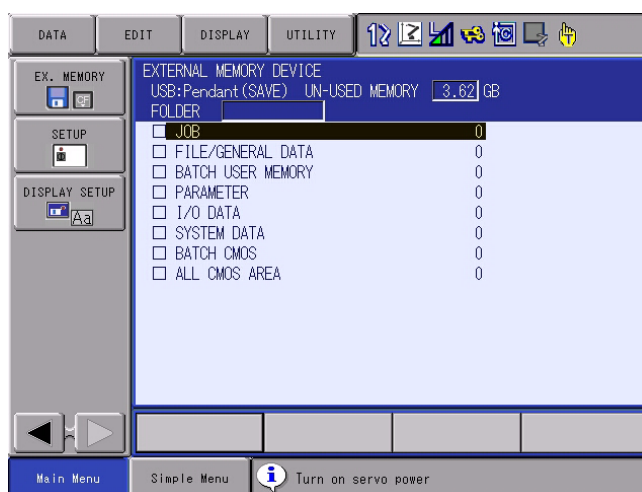 DATA EDIT DISPLAY UTILITY
EX. MEMORY
CF
SETUP
DISPLAY SETUP
Aa
EXTERNAL MEMORY DEVICE
USB:Pendant(SAVE) UN-USED MEMORY 3.62 GB
FOLDER
JOB 0
FILE/GENERAL DATA 0
BATCH USER MEMORY 0
PARAMETER 0
I/O DATA 0
SYSTEM DATA 0
BATCH CMOS 0
ALL CMOS AREA 0
Main Menu Simple Menu Turn on servo power